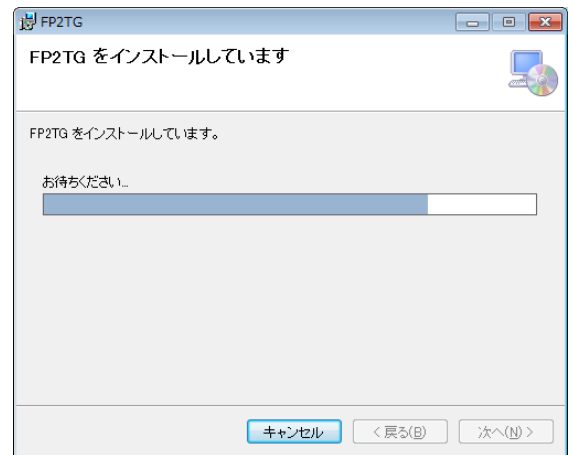 FP2TG
FP2TG をインストールしています
FP2TG をインストールしています。
お待ちください...
キャンセル
< 戻る(B)
次へ(N) >